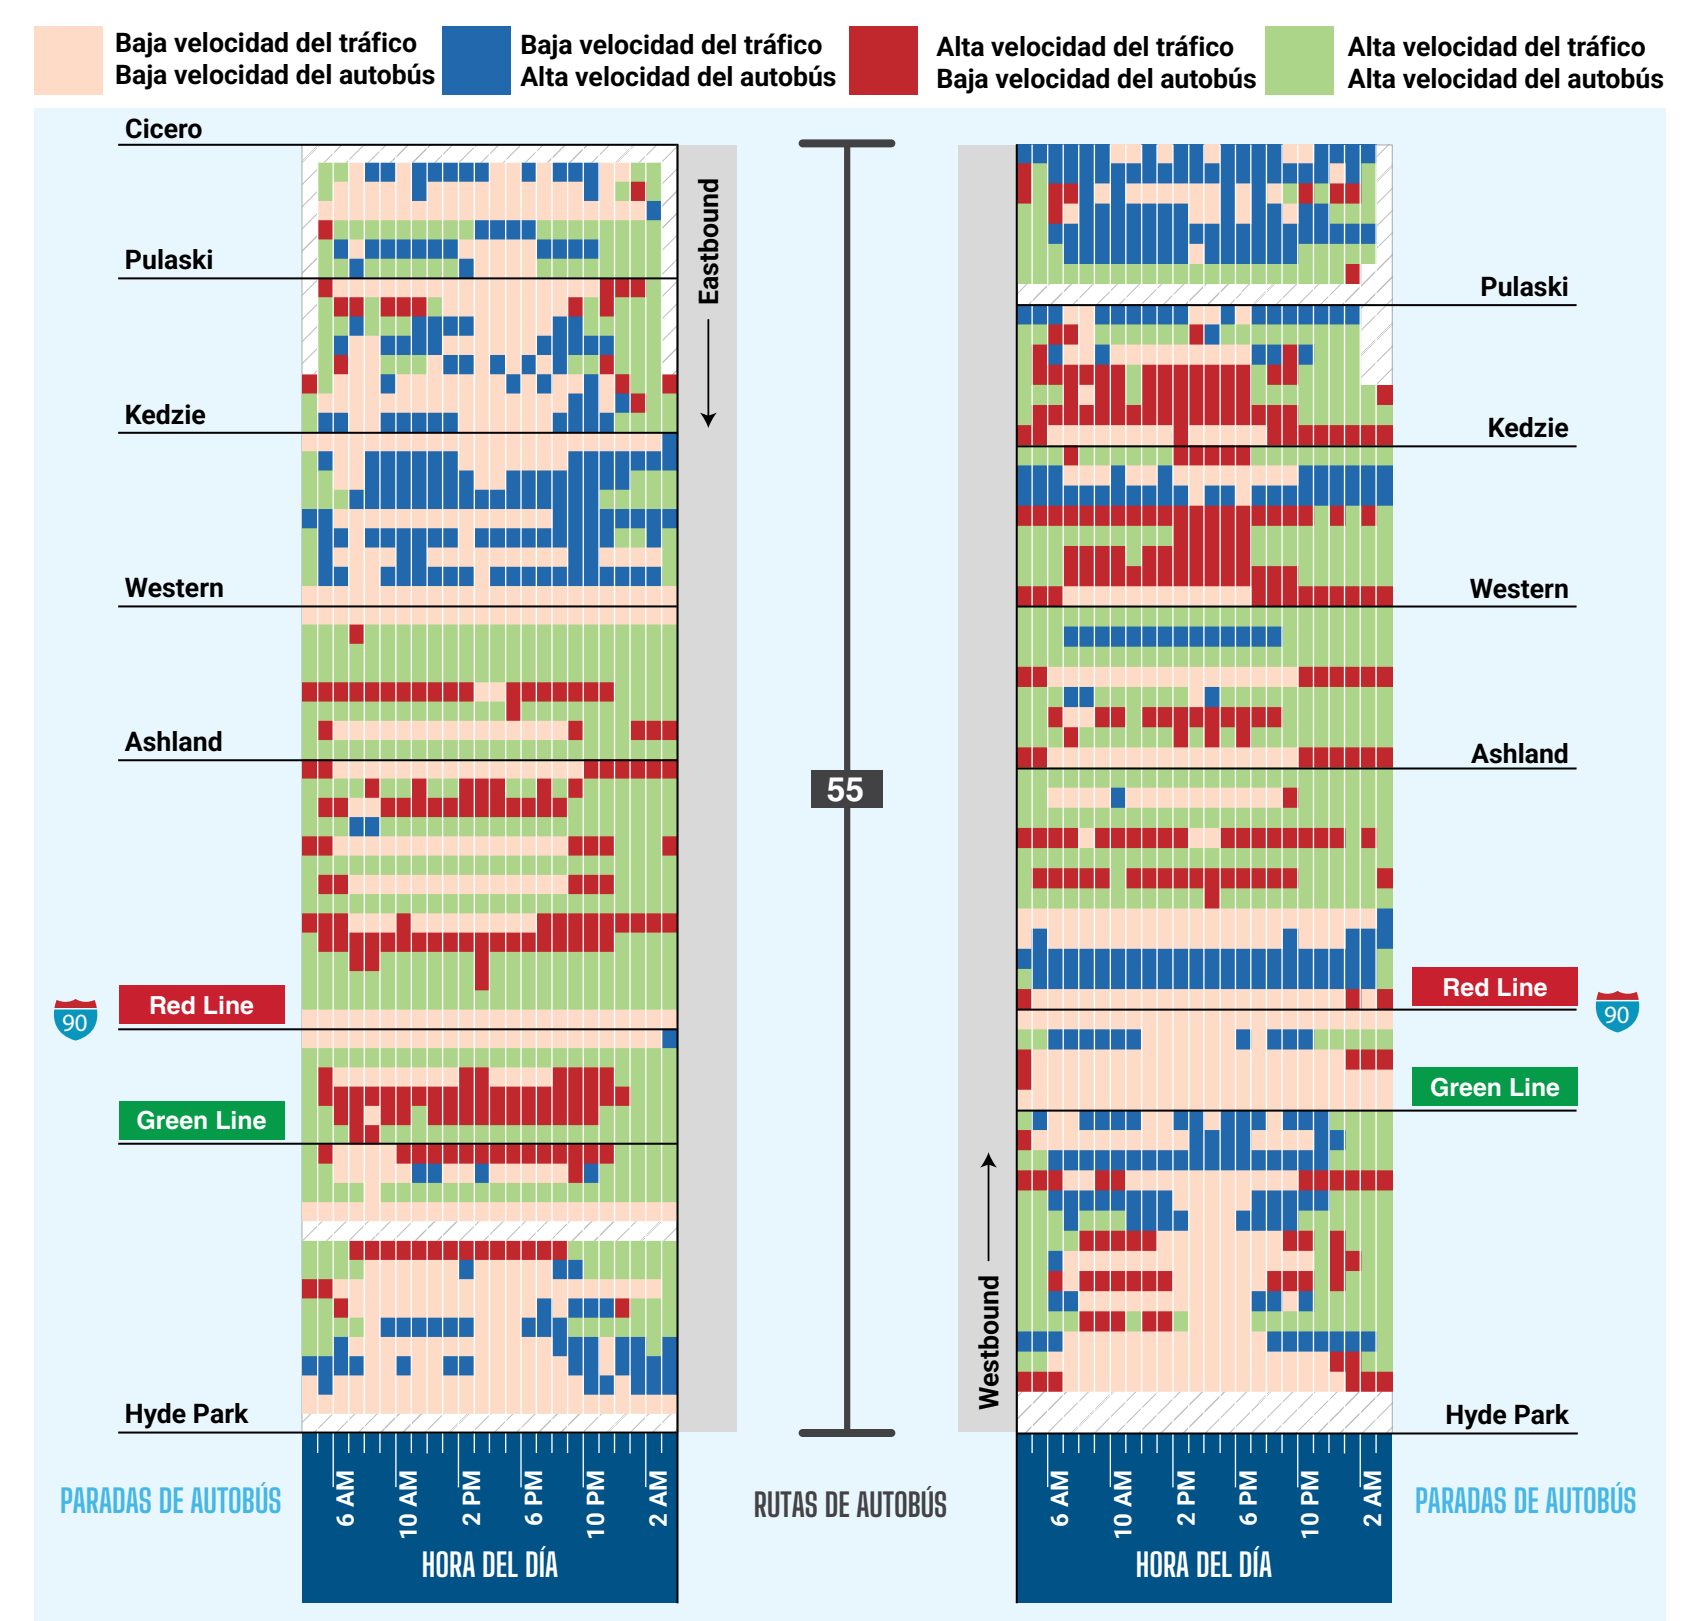 Baja velocidad del tráfico
Baja velocidad del autobús
Baja velocidad del tráfico
Alta velocidad del autobús
Alta velocidad del tráfico
Baja velocidad del autobús
Alta velocidad del tráfico
Alta velocidad del autobús
Cicero
Pulaski
Kedzie
Western
Ashland
Red Line
90
Green Line
Hyde Park
Eastbound
55
Westbound
Pulaski
Kedzie
Western
Ashland
Red Line
90
Green Line
Hyde Park
PARADAS DE AUTOBÚS
6 AM
10 AM
2 PM
6 PM
10 PM
2 AM
HORA DEL DÍA
RUTAS DE AUTOBÚS
6 AM
10 AM
2 PM
6 PM
10 PM
2 AM
HORA DEL DÍA
PARADAS DE AUTOBÚS